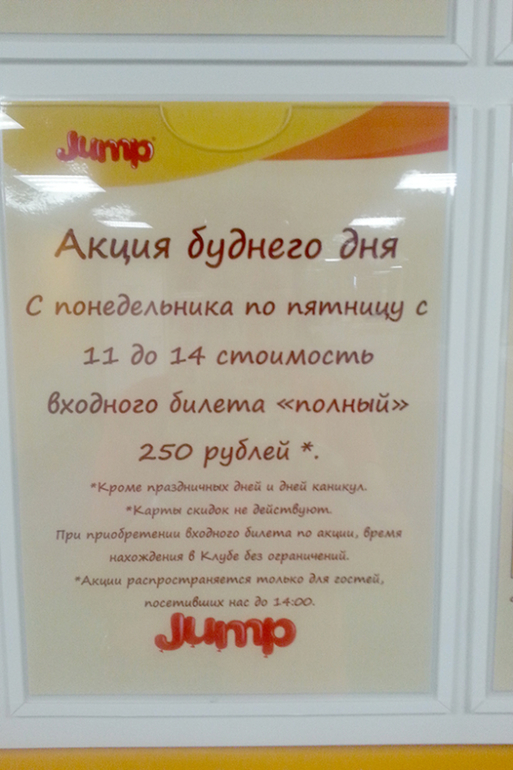 Jump
Акция буднего дня
С понедельника по пятницу с
11 до 14 стоимость
входного билета «полный»
250 рублей *.
*Кроме праздничных дней и дней каникул.
*Карты скидок не действуют.
При приобретении входного билета по акции, время
нахождения в Клубе без ограничений.
*Акции распространяется только для гостей,
посетивших нас до 14:00.
Jump